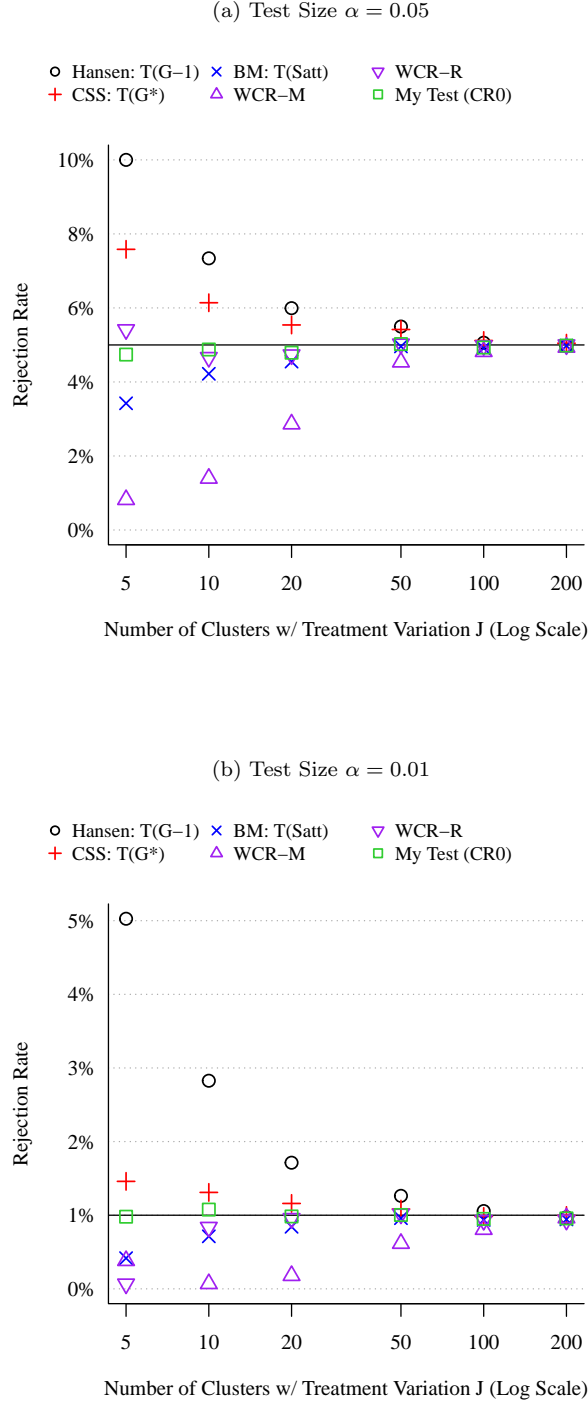 (a) Test Size α = 0.05
Hansen: T(G−1) BM: T(Satt) WCR−R
CSS: T(G*) WCR−M My Test (CR0)
10%
8%
6%
4%
2%
0%
Rejection Rate
5 10 20 50 100 200
Number of Clusters w/ Treatment Variation J (Log Scale)
(b) Test Size α = 0.01
Hansen: T(G−1) BM: T(Satt) WCR−R
CSS: T(G*) WCR−M My Test (CR0)
5%
4%
3%
2%
1%
0%
Rejection Rate
5 10 20 50 100 200
Number of Clusters w/ Treatment Variation J (Log Scale)